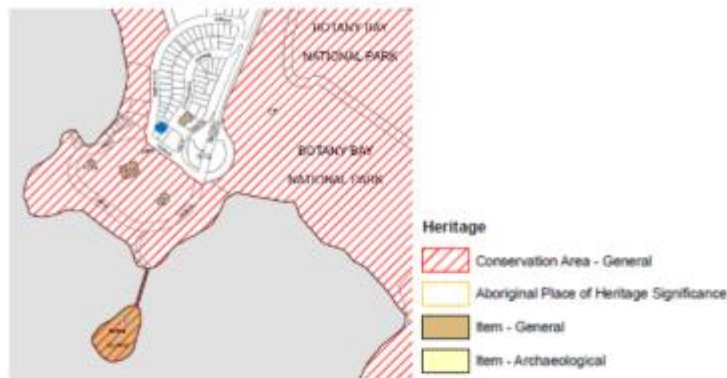 BOTANY BAY
NATIONAL PARK
BOTANY BAY
NATIONAL PARK
Heritage
Conservation Area - General
Aboriginal Place of Heritage Significance
Item - General
Item - Archaeological